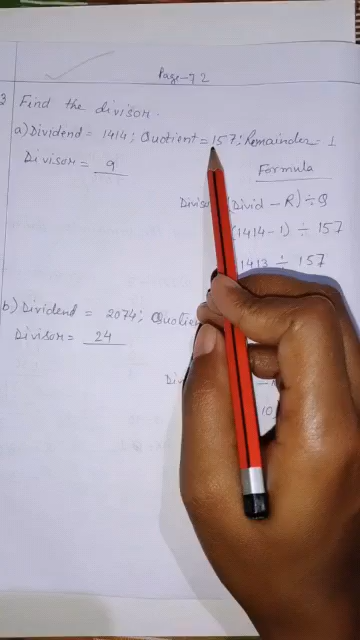 Page-72
3 Find the divisor.
a) Dividend = 1414; Quotient = 157; Remainder = 1
Divisor = 9
Formula
(Divid - R) ÷ Q
(1414-1) ÷ 157
1413 ÷ 157
b) Dividend = 2074;
Divisor = 24